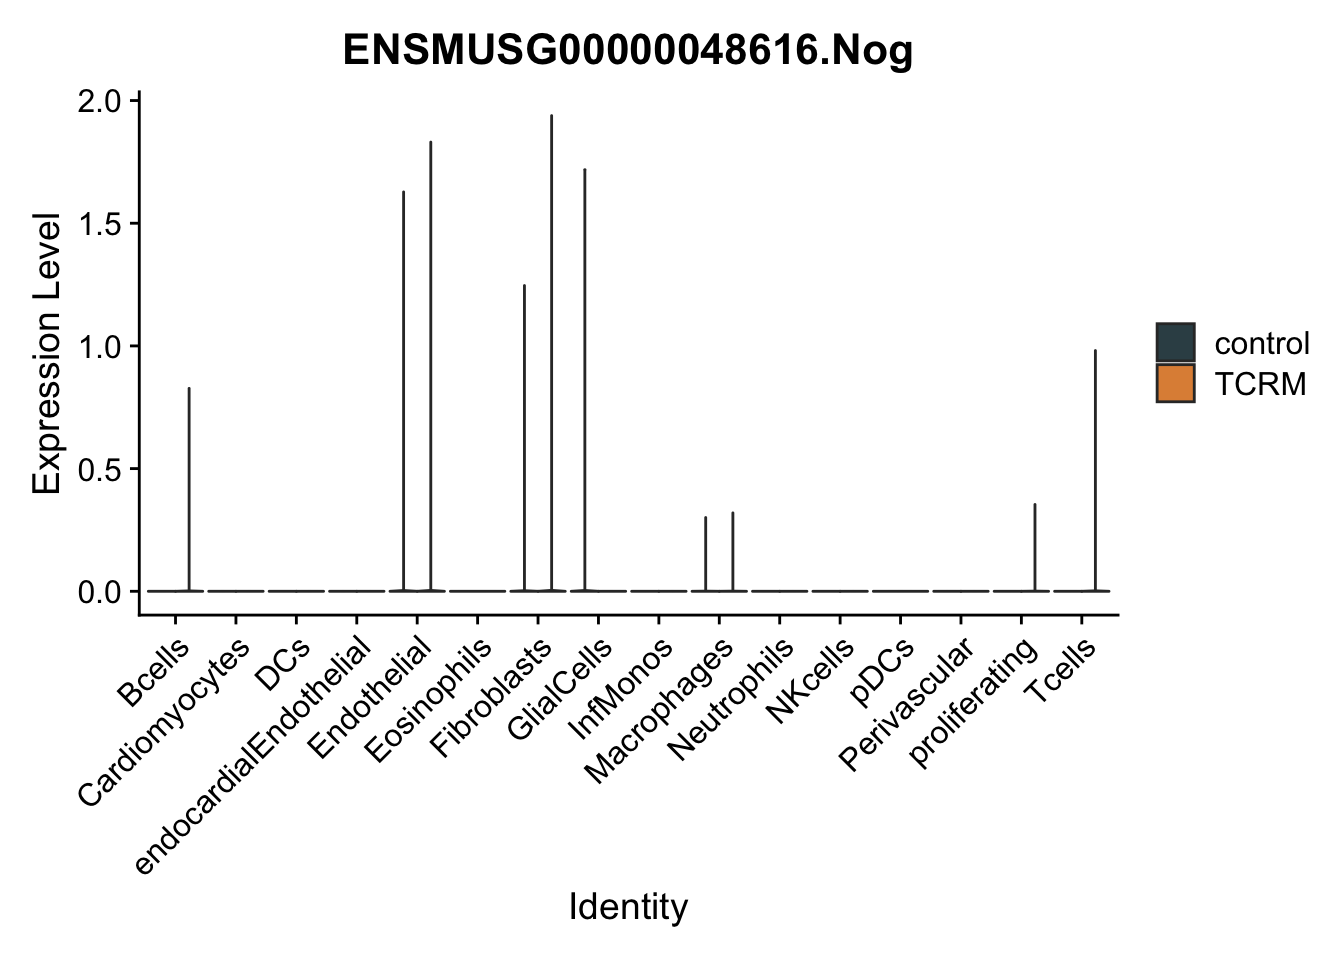 ENSMUSG00000048616.Nog
2.0
1.5
1.0
0.5
0.0
Expression Level
Bcells
Cardiomyocytes
DCs
endocardialEndothelial
Endothelial
Eosinophils
Fibroblasts
GlialCells
InfMonos
Macrophages
Neutrophils
NKcells
pDCs
Perivascular
proliferating
Tcells
Identity
control
TCRM